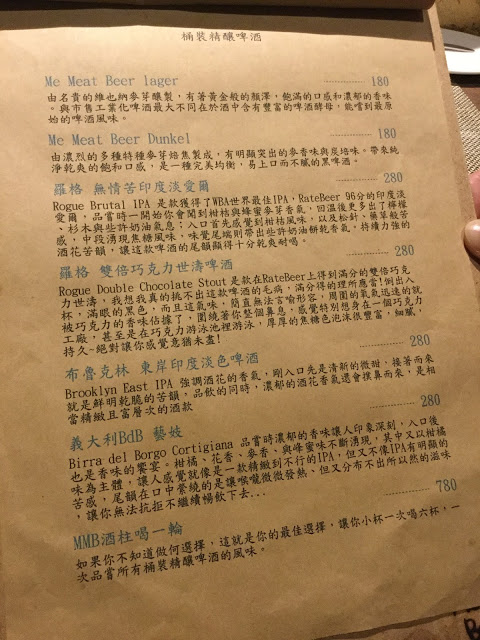 桶裝精釀啤酒
Me Meat Beer lager 180
由名貴的維也納麥芽釀製，有著黃金般的顏澤，飽滿的口感和濃郁的香味
。與市售工業化啤酒最大不同在於酒中含有豐富的啤酒酵母，能嚐到最原
始的啤酒風味。
Me Meat Beer Dunkel 180
由濃烈的多種特種麥芽焙焦製成，有明顯突出的麥香味與炭焙味。帶來純
淨乾爽的飽和口感，是一種完美均衡，易上口而不膩的黑啤酒。
羅格 無情苦印度淡愛爾 280
Rogue Brutal IPA 是款獲得了WBA世界最佳IPA，RateBeer 96分的印度淡
愛爾，品嘗時一開始你會聞到柑桔與蜂蜜麥芽香氣，回溫後更多出了檸檬
、杉木與些許奶油氣息；入口首先感覺到柑桔風味，以及松針、藥草般苦
感，中段湧現焦糖風味，味覺尾端則帶出些許奶油餅乾香氣，持續力強的
酒花苦韻，讓這款啤酒的尾韻顯得十分乾爽耐喝。
羅格 雙倍巧克力世濤啤酒 280
Rogue Double Chocolate Stout是款在RateBeer上得到滿分的雙倍巧克
力世濤，我想我真的挑不出這款啤酒的毛病，滿分得的理所應當!倒出入
杯，滿眼的黑色，而且這氣味，簡直無法言喻形容，周圍的氣氛迅速的就
被巧克力的香味佔據了，圍繞著你整個鼻息，感覺特別想身在一個巧克力
工廠，甚至是在巧克力游泳池裡游泳，厚厚的焦糖色泡沫很豐富，細膩，
持久-絕對讓你感覺意猶未盡!
布魯克林 東岸印度淡色啤酒 280
Brooklyn East IPA 強調酒花的香氣，剛入口先是清新的微甜，接著而來
就是鮮明乾脆的苦韻，品飲的同時，濃郁的酒花香氣還會撲鼻而來，是相
當精緻且富層次的酒款
義大利BdB 藝妓 280
Birra del Borgo Cortigiana 品嘗時濃郁的香味讓人印象深刻，入口後
也是香味的饗宴。柑橘、花香、麥香、與蜂蜜味不斷湧現，其中又以柑橘
味為主體，讓人感覺就像是一款精緻到不行的IPA，但又不像IPA有明顯的
苦感，尾韻在口中縈繞的是讓喉嚨微微發熱、但又分布不出所以然的滋味
，讓你無法抗拒不繼續暢飲下去...
MMB酒柱喝一輪 780
如果你不知道做何選擇，這就是你的最佳選擇，讓你小杯一次喝六杯，一
次品嘗所有桶裝精釀啤酒的風味。